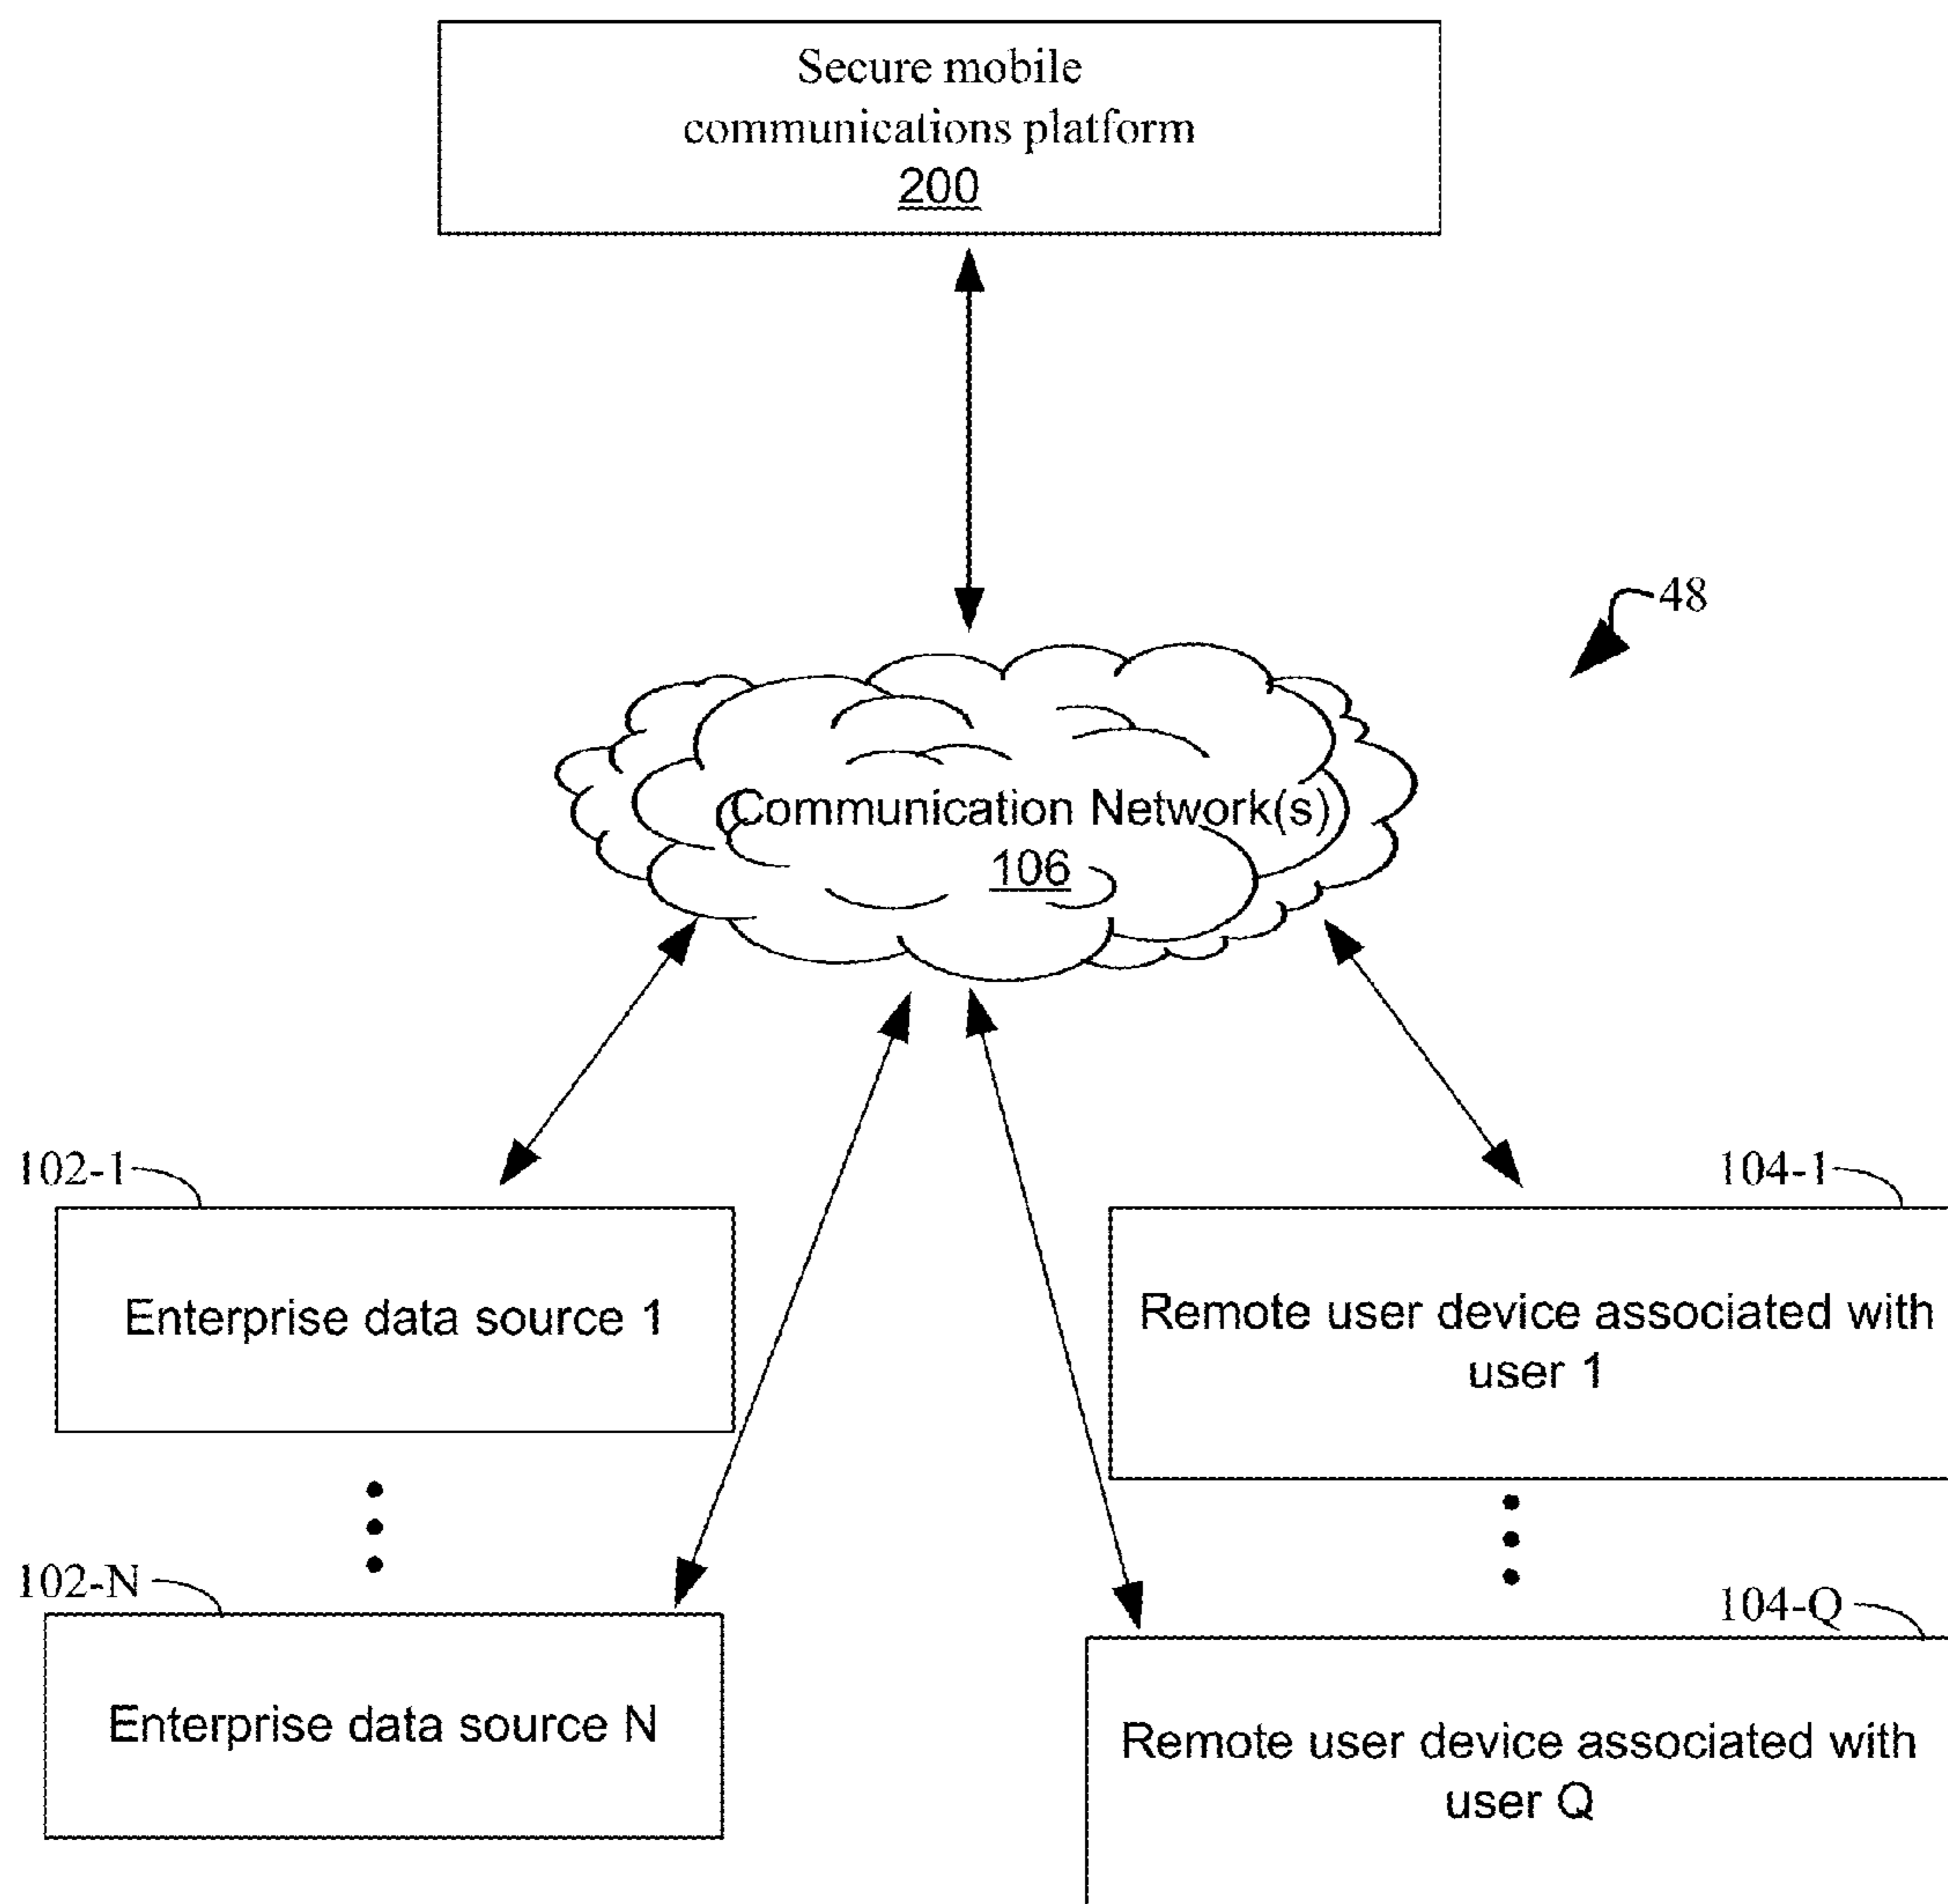 Secure mobile
communications platform
200
48
Communication Network(s)
106
102-1
104-1
Enterprise data source 1
Remote user device associated with
user 1
102-N
104-Q
Enterprise data source N
Remote user device associated with
user Q